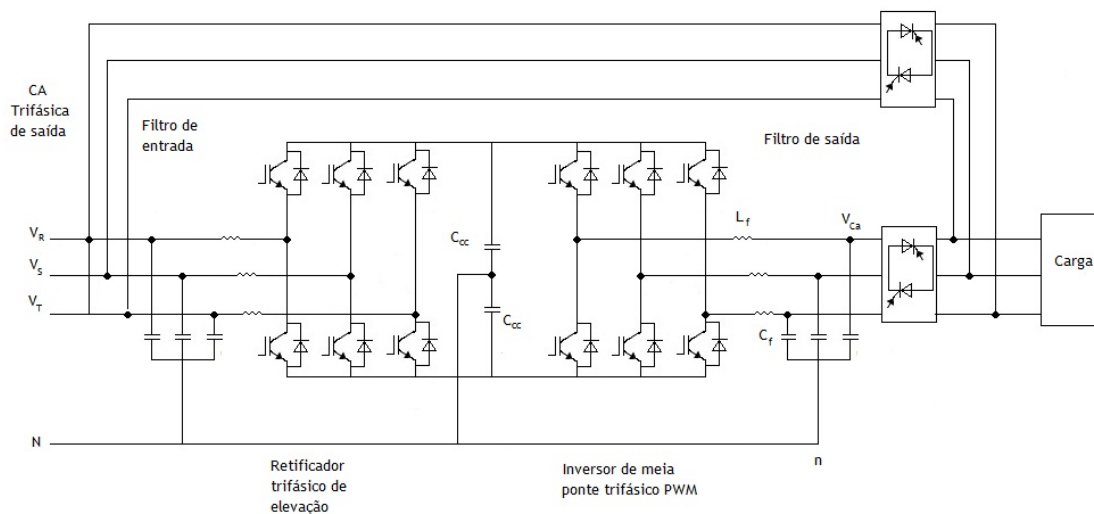 CA
Trifásica
de saída
Filtro de
entrada
Filtro de saída
V_R
V_S
V_T
C_cc
C_cc
L_f
V_Ca
C_f
Carga
N
n
Retificador
trifásico de
elevação
Inversor de meia
ponte trifásico PWM